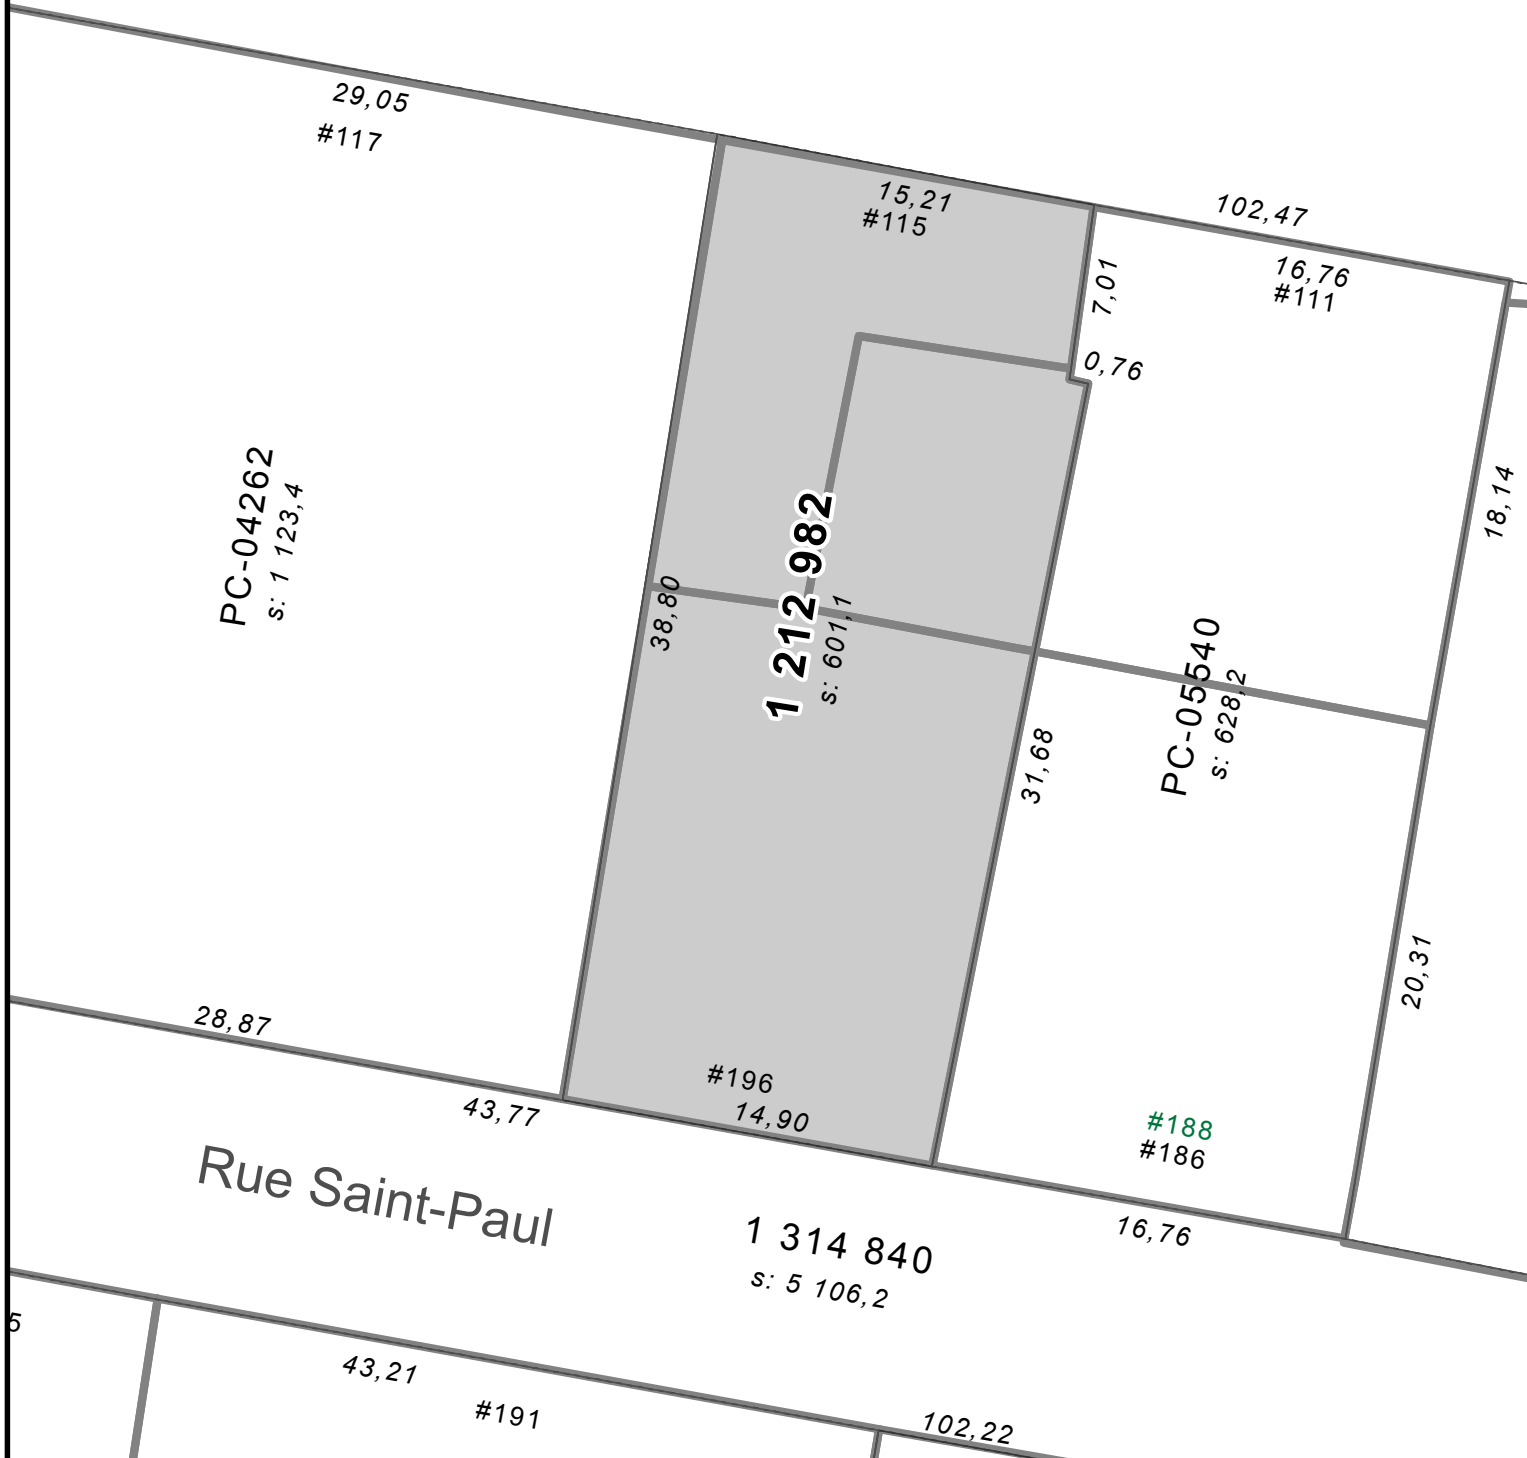 29,05
#117
15,21
#115
102,47
16,76
#111
7,01
0,76
18,14
PC-04262
s: 1 123,4
38,80
1 212 982
s: 601,1
PC-05540
s: 628,2
31,68
20,31
28,87
43,77
#196
14,90
#188
#186
16,76
Rue Saint-Paul
1 314 840
s: 5 106,2
5
43,21
#191
102,22